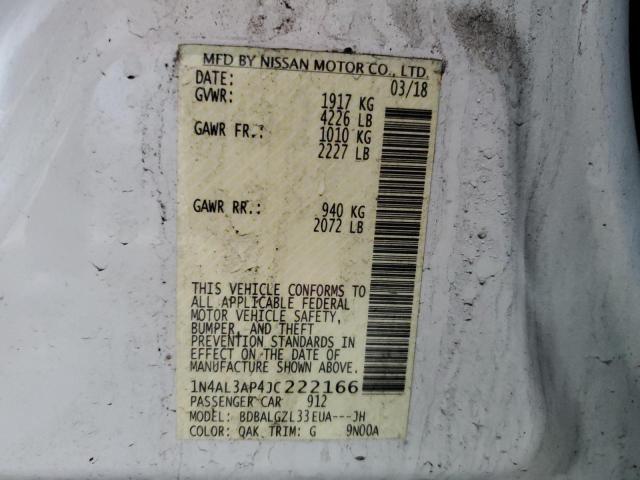 MFD BY NISSAN MOTOR CO., LTD.
DATE: 03/18
GVWR: 1917 KG
4226 LB
GAWR FR.: 1010 KG
2227 LB
GAWR RR.: 940 KG
2072 LB
THIS VEHICLE CONFORMS TO
ALL APPLICABLE FEDERAL
MOTOR VEHICLE SAFETY,
BUMPER, AND THEFT
PREVENTION STANDARDS IN
EFFECT ON THE DATE OF
MANUFACTURE SHOWN ABOVE.
1N4AL3AP4JC222166
PASSENGER CAR 912
MODEL: BDBALGZL33EUA---JH
COLOR: QAK TRIM: G 9N00A